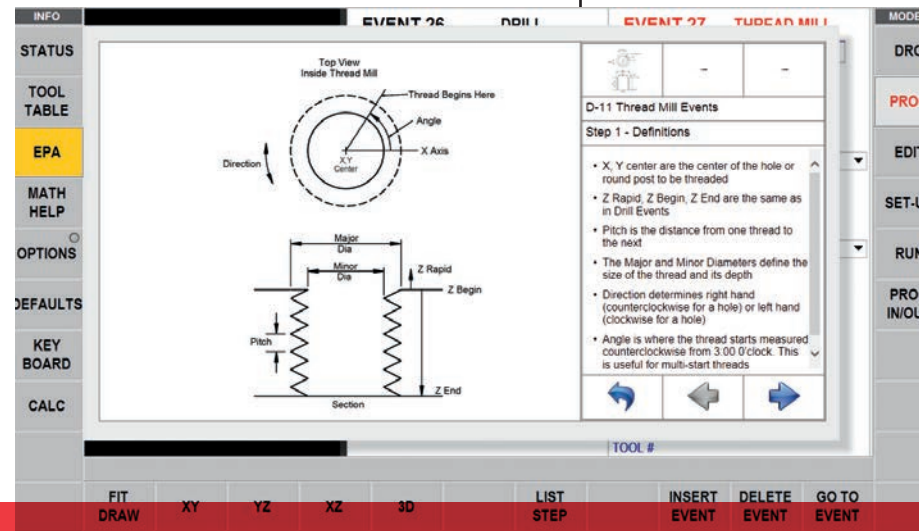 INFO
EVENT 26 DRILL
EVENT 27 THREAD MILL
STATUS
TOOL
TABLE
EPA
MATH
HELP
OPTIONS
DEFAULTS
KEY
BOARD
CALC
Top View
Inside Thread Mill
Thread Begins Here
Angle
X Axis
X,Y
Center
Direction
Major
Dia
Minor
Dia
Z Rapid
Z Begin
Pitch
Z End
Section
D-11 Thread Mill Events
Step 1 - Definitions
• X, Y center are the center of the hole or
round post to be threaded
• Z Rapid, Z Begin, Z End are the same as
in Drill Events
• Pitch is the distance from one thread to
the next
• The Major and Minor Diameters define the
size of the thread and its depth
• Direction determines right hand
(counterclockwise for a hole) or left hand
(clockwise for a hole)
• Angle is where the thread starts measured
counterclockwise from 3:00 0'clock. This
is useful for multi-start threads
TOOL #
MODE
DRO
PRO
EDI
SET-U
RUN
PRO
IN/OU
FIT
DRAW
XY
YZ
XZ
3D
LIST
STEP
INSERT
EVENT
DELETE
EVENT
GO TO
EVENT